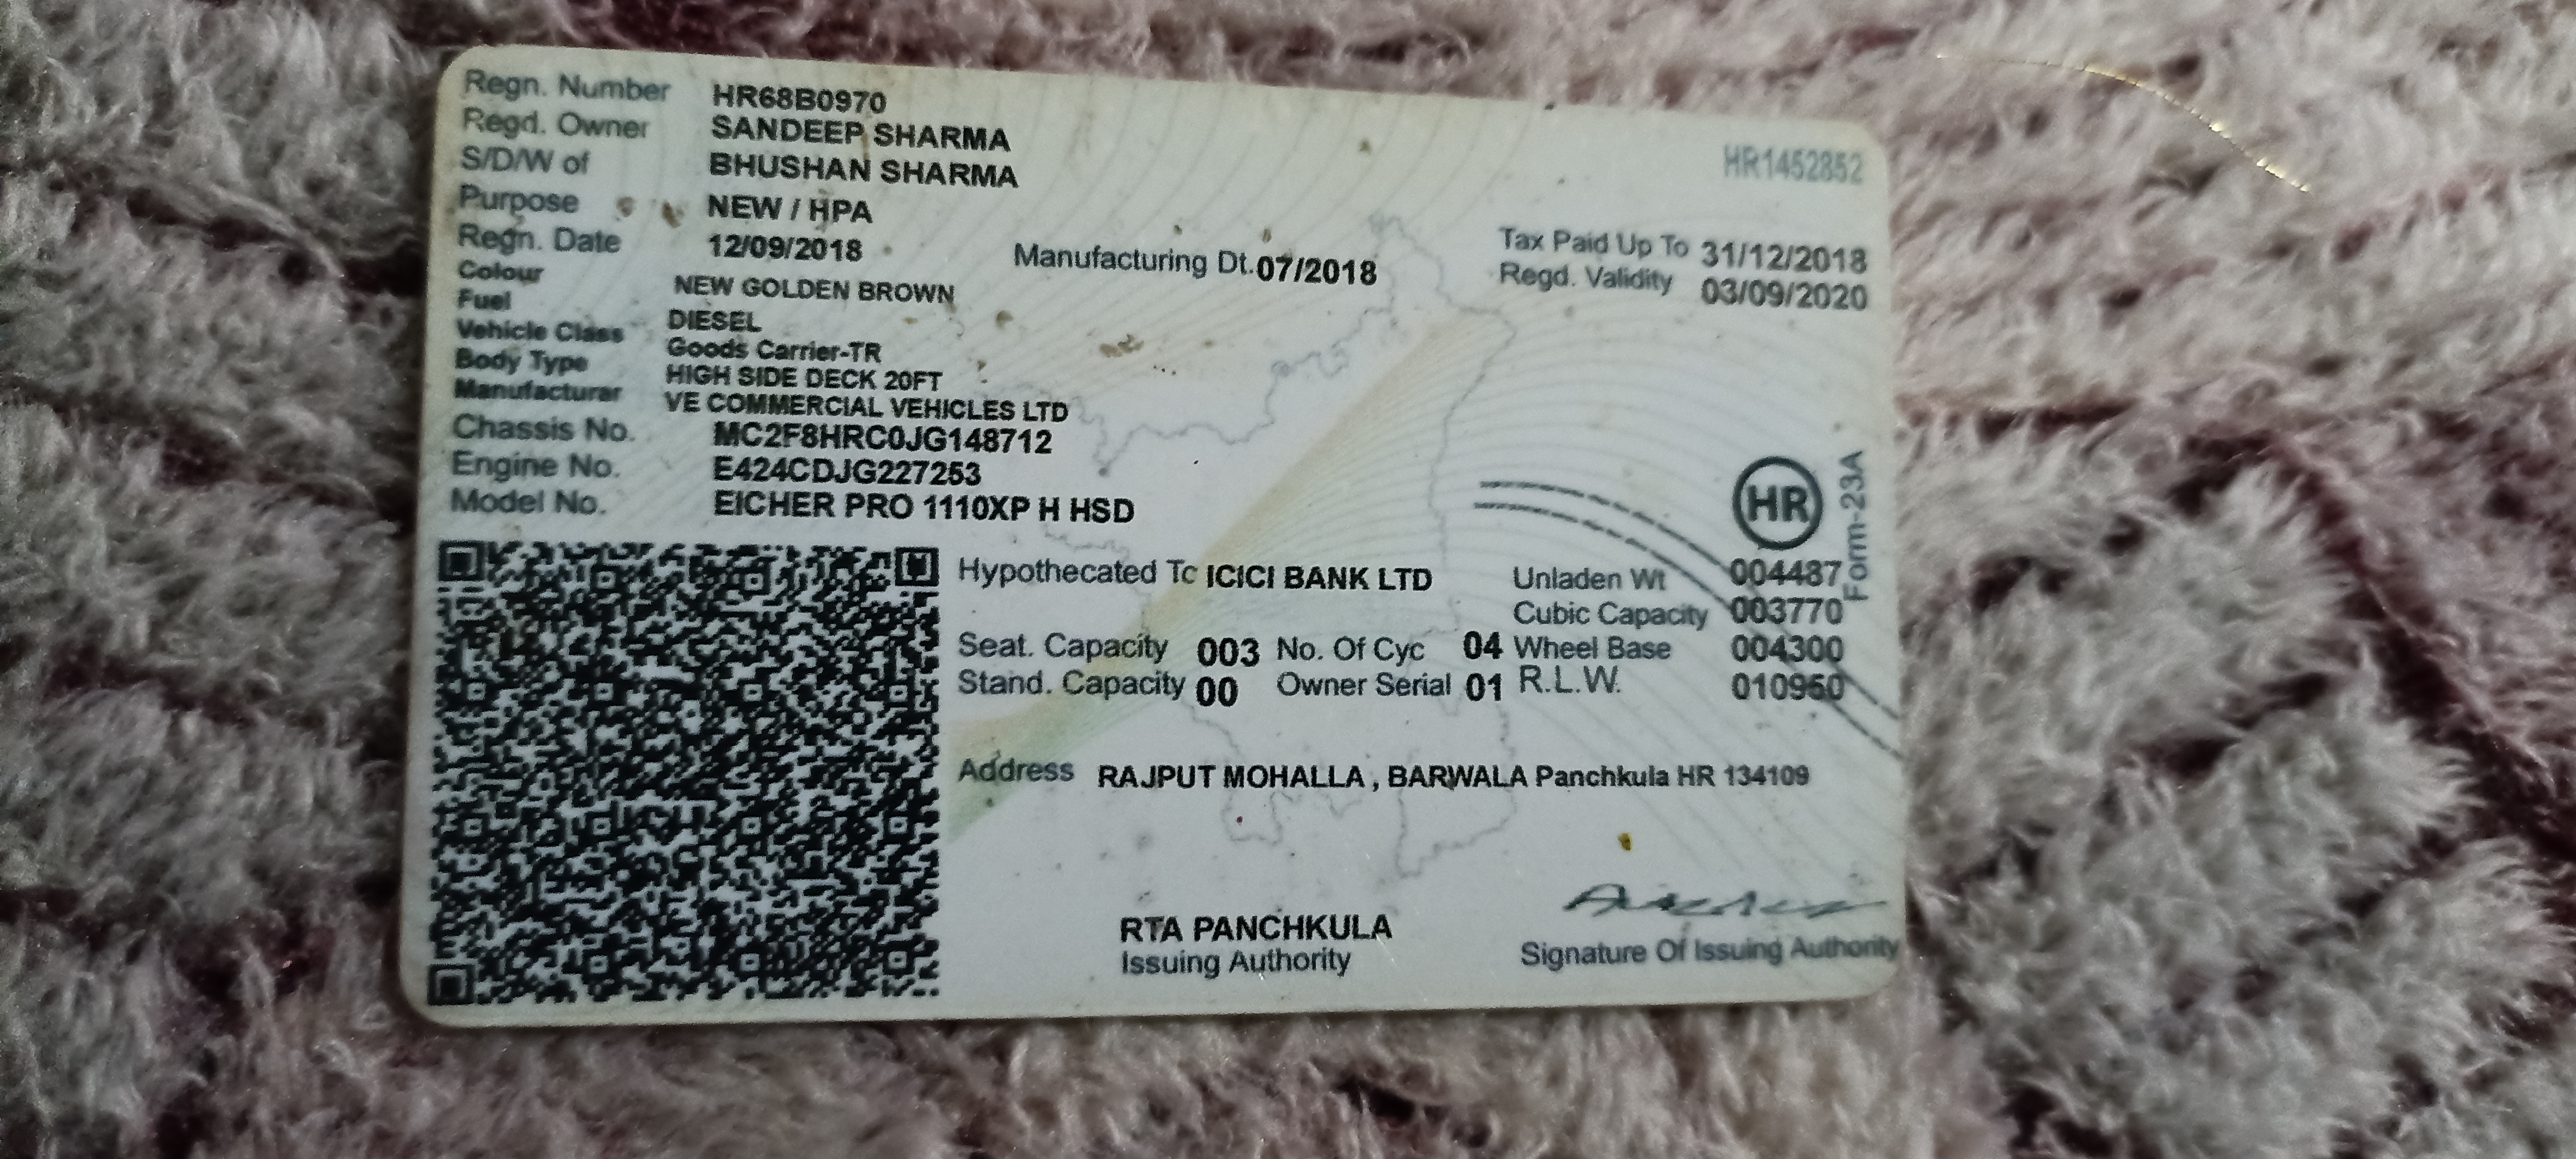 Regn. Number HR68B0970
Regd. Owner SANDEEP SHARMA
HR1452852
S/D/W of BHUSHAN SHARMA
Purpose NEW / HPA
Regn. Date 12/09/2018 Manufacturing Dt. 07/2018 Tax Paid Up To 31/12/2018
Regd. Validity 03/09/2020
Colour NEW GOLDEN BROWN
Fuel DIESEL
Vehicle Class Goods Carrier-TR
Body Type HIGH SIDE DECK 20FT
Manufacturar VE COMMERCIAL VEHICLES LTD
Chassis No. MC2F8HRC0JG148712
Engine No. E424CDJG227253
Model No. EICHER PRO 1110XP H HSD
HR
Form-23A
Hypothecated To ICICI BANK LTD Unladen Wt 004487
Cubic Capacity 003770
Seat. Capacity 003 No. Of Cyc 04 Wheel Base 004300
Stand. Capacity 00 Owner Serial 01 R.L.W. 010950
Address RAJPUT MOHALLA , BARWALA Panchkula HR 134109
RTA PANCHKULA
Issuing Authority
Signature Of Issuing Authority